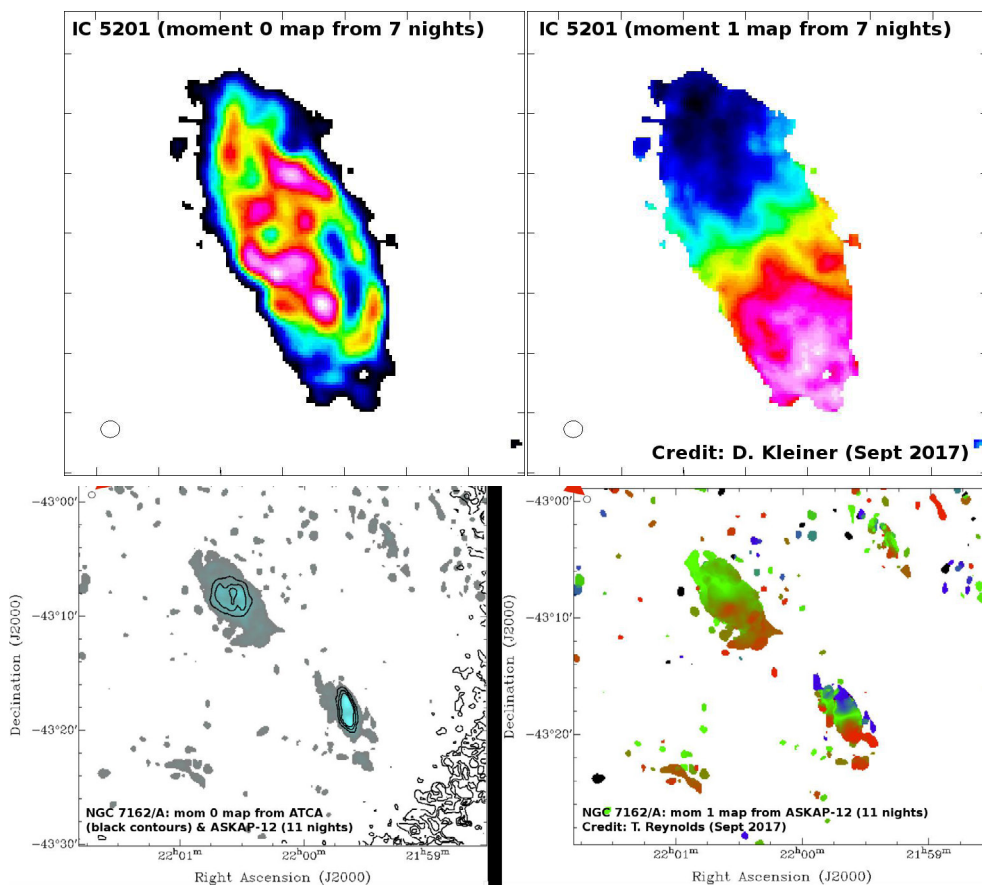 IC 5201 (moment 0 map from 7 nights)
IC 5201 (moment 1 map from 7 nights)
Credit: D. Kleiner (Sept 2017)
−43°00′
−43°10′
−43°20′
−43°30′
Declination (J2000)
NGC 7162/A: mom 0 map from ATCA
(black contours) & ASKAP-12 (11 nights)
22ʰ01ᵐ
22ʰ00ᵐ
21ʰ59ᵐ
Right Ascension (J2000)
−43°00′
−43°10′
−43°20′
Declination (J2000)
NGC 7162/A: mom 1 map from ASKAP-12
Credit: T. Reynolds (Sept 2017)
22ʰ01ᵐ
22ʰ00ᵐ
21ʰ59ᵐ
Right Ascension (J2000)